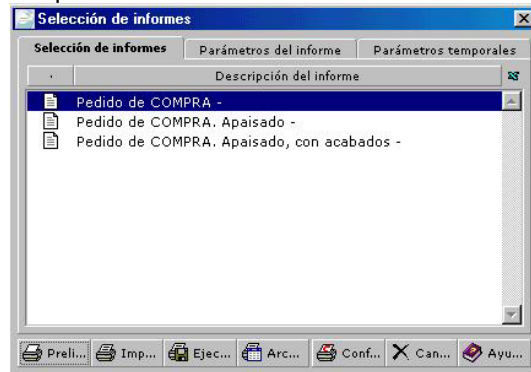 Selección de informes
Selección de informes Parámetros del informe Parámetros temporales
Descripción del informe
Pedido de COMPRA -
Pedido de COMPRA. Apaisado -
Pedido de COMPRA. Apaisado, con acabados -
Preli... Imp... Ejec... Arc... Conf... Can... Ayu...